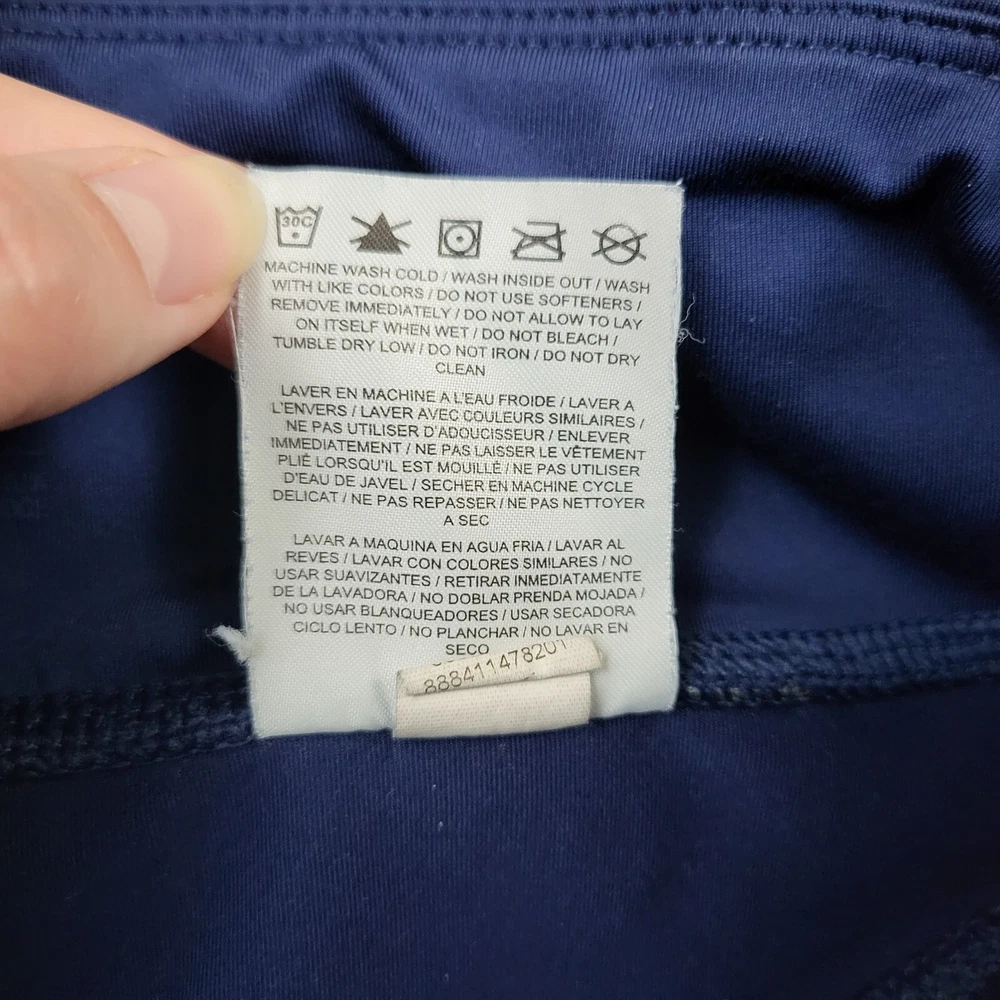 30C
MACHINE WASH COLD / WASH INSIDE OUT / WASH
WITH LIKE COLORS / DO NOT USE SOFTENERS /
REMOVE IMMEDIATELY / DO NOT ALLOW TO LAY
ON ITSELF WHEN WET / DO NOT BLEACH /
TUMBLE DRY LOW / DO NOT IRON / DO NOT DRY
CLEAN
LAVER EN MACHINE A L'EAU FROIDE / LAVER A
L'ENVERS / LAVER AVEC COULEURS SIMILAIRES /
NE PAS UTILISER D'ADOUCISSEUR / ENLEVER
IMMEDIATEMENT / NE PAS LAISSER LE VÊTEMENT
PLIÉ LORSQU'IL EST MOUILLÉ / NE PAS UTILISER
D'EAU DE JAVEL / SECHER EN MACHINE CYCLE
DELICAT / NE PAS REPASSER / NE PAS NETTOYER
A SEC
LAVAR A MAQUINA EN AGUA FRIA / LAVAR AL
REVES / LAVAR CON COLORES SIMILARES / NO
USAR SUAVIZANTES / RETIRAR INMEDIATAMENTE
DE LA LAVADORA / NO DOBLAR PRENDA MOJADA /
NO USAR BLANQUEADORES / USAR SECADORA
CICLO LENTO / NO PLANCHAR / NO LAVAR EN
SECO
888411478201